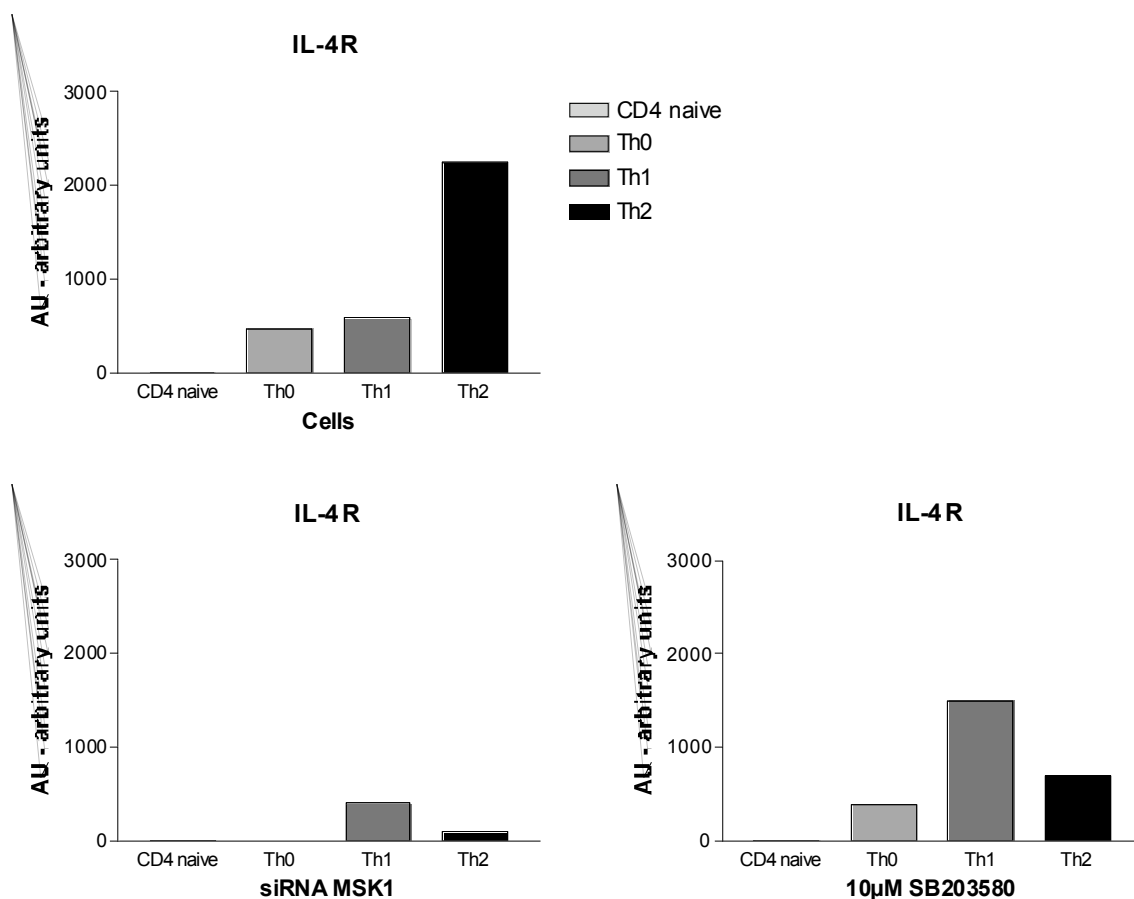 IL-4R
AU - arbitrary units
3000
2000
1000
0
CD4 naive Th0 Th1 Th2
Cells
CD4 naive
Th0
Th1
Th2
IL-4R
AU - arbitrary units
3000
2000
1000
0
CD4 naive Th0 Th1 Th2
siRNA MSK1
IL-4R
AU - arbitrary units
3000
2000
1000
0
CD4 naive Th0 Th1 Th2
10µM SB203580